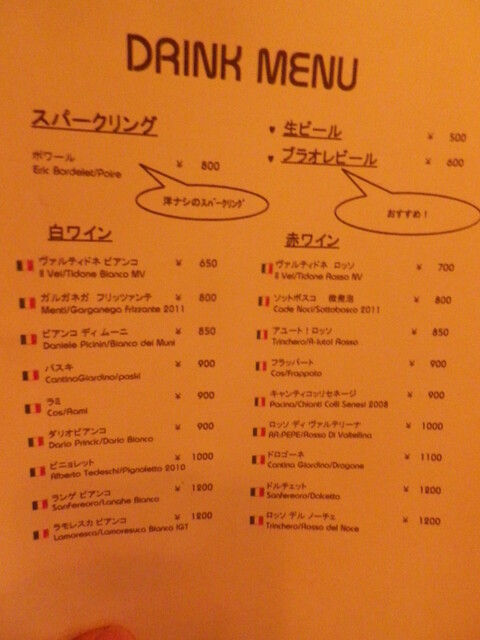 DRINK MENU
スパークリング
ポワール ¥ 800
Eric Bordelet/Poire
洋ナシのスパークリング
♥ 生ビール ¥ 500
♥ ブラオレビール ¥ 600
おすすめ！
白ワイン
ヴァルティドネ ビアンコ ¥ 650
Il Vei/Tidone Bianco NV
ガルガネガ フリッツァンテ ¥ 800
Menti/Garganega Frizzante 2011
ビアンコ ディ ムーニ ¥ 850
Daniele Picinin/Bianco dei Muni
パスキ ¥ 900
CantinaGiardino/paski
ラミ ¥ 900
Cos/Rami
ダリオビアンコ ¥ 900
Dario Princic/Dario Bianco
ピニョレット ¥ 1000
Alberto Tedeschi/Pignoletto 2010
ランゲ ビアンコ ¥ 1200
Sanfereoro/Lanahe Bianco
ラモレスカ ビアンコ ¥ 1200
Lamoresca/Lamoresuca Bianco IGT
赤ワイン
ヴァルティドネ ロッソ ¥ 700
Il Vei/Tidone Rosso NV
ソットボスコ 微発泡 ¥ 800
Cade Noci/Sottobosco 2011
アユート！ロッソ ¥ 850
Trinchero/A-iuto! Rosso
フラッパート ¥ 900
Cos/frappato
キャンティコッリセネージ ¥ 900
Pacina/Chianti Colli Senesi 2008
ロッソ ディ ヴァルテリーナ ¥ 1000
AR.PEPE/Rosso Di Valtellina
ドロゴーネ ¥ 1100
Cantina Giardino/Drogone
ドルチェット ¥ 1200
Sanfereoro/Dolcetto
ロッソ デル ノーチェ ¥ 1200
Trinchero/Rosso del Noce